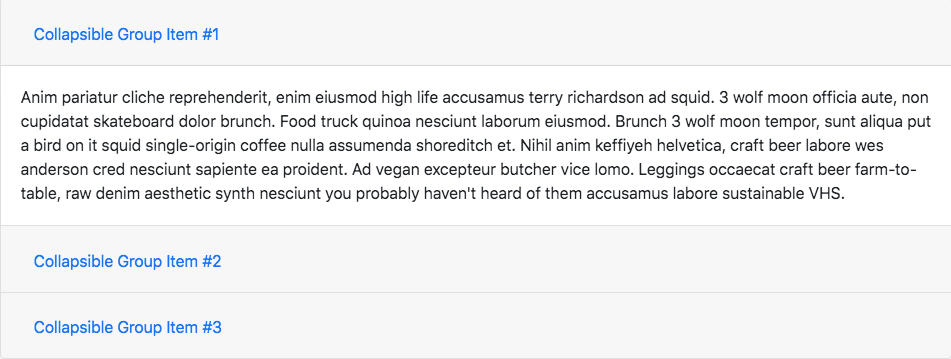 Collapsible Group Item #1
Anim pariatur cliche reprehenderit, enim eiusmod high life accusamus terry richardson ad squid. 3 wolf moon officia aute, non
cupidatat skateboard dolor brunch. Food truck quinoa nesciunt laborum eiusmod. Brunch 3 wolf moon tempor, sunt aliqua put
a bird on it squid single-origin coffee nulla assumenda shoreditch et. Nihil anim keffiyeh helvetica, craft beer labore wes
anderson cred nesciunt sapiente ea proident. Ad vegan excepteur butcher vice lomo. Leggings occaecat craft beer farm-to-
table, raw denim aesthetic synth nesciunt you probably haven't heard of them accusamus labore sustainable VHS.
Collapsible Group Item #2
Collapsible Group Item #3